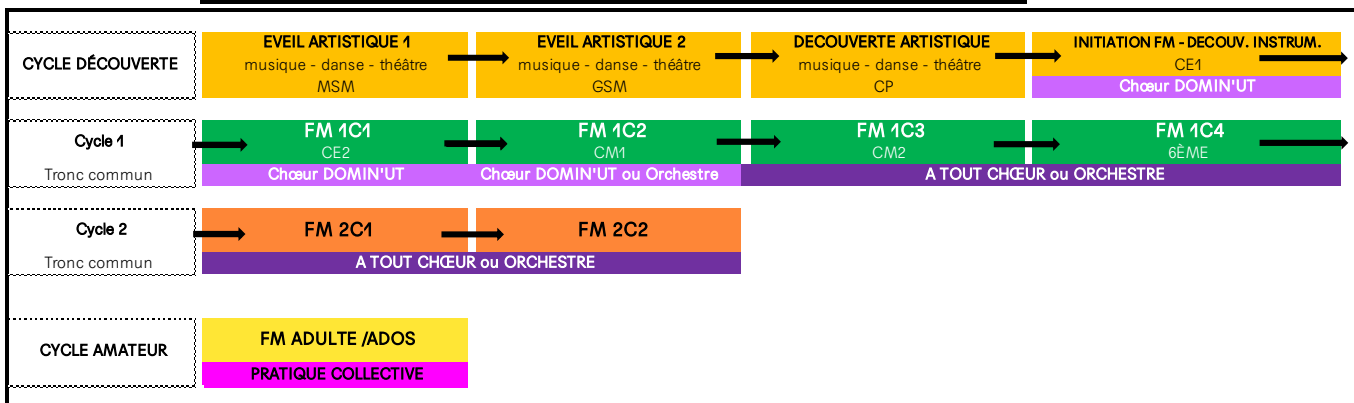 CYCLE DÉCOUVERTE
EVEIL ARTISTIQUE 1
musique - danse - théâtre
MSM
EVEIL ARTISTIQUE 2
musique - danse - théâtre
GSM
DECOUVERTE ARTISTIQUE
musique - danse - théâtre
CP
INITIATION FM - DECOUV. INSTRUM.
CE1
Chœur DOMIN'UT
Cycle 1
Tronc commun
FM 1C1
CE2
Chœur DOMIN'UT
FM 1C2
CM1
Chœur DOMIN'UT ou Orchestre
FM 1C3
CM2
FM 1C4
6ÈME
A TOUT CHŒUR ou ORCHESTRE
Cycle 2
Tronc commun
FM 2C1
FM 2C2
A TOUT CHŒUR ou ORCHESTRE
CYCLE AMATEUR
FM ADULTE /ADOS
PRATIQUE COLLECTIVE